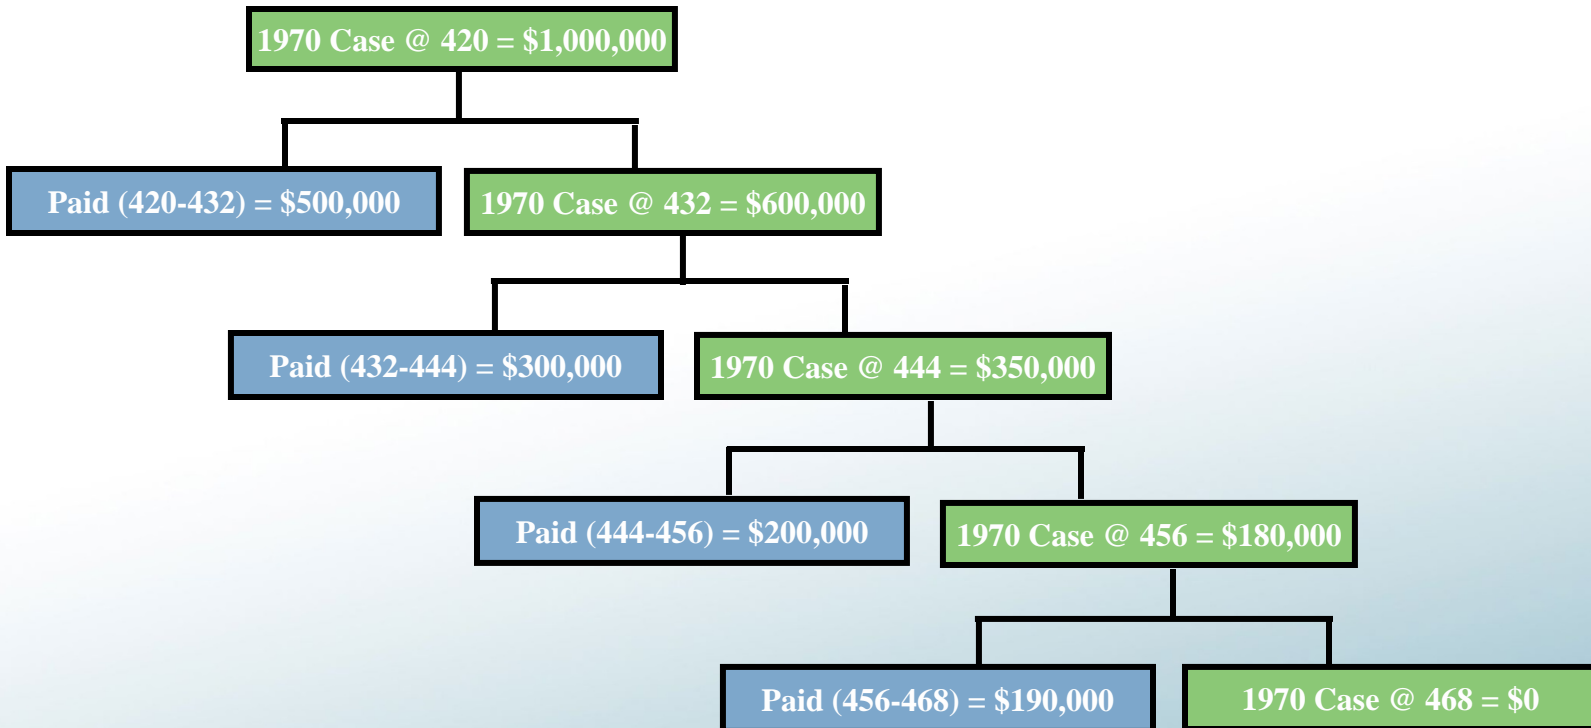 1970 Case @ 420 = $1,000,000
Paid (420-432) = $500,000
1970 Case @ 432 = $600,000
Paid (432-444) = $300,000
1970 Case @ 444 = $350,000
Paid (444-456) = $200,000
1970 Case @ 456 = $180,000
Paid (456-468) = $190,000
1970 Case @ 468 = $0